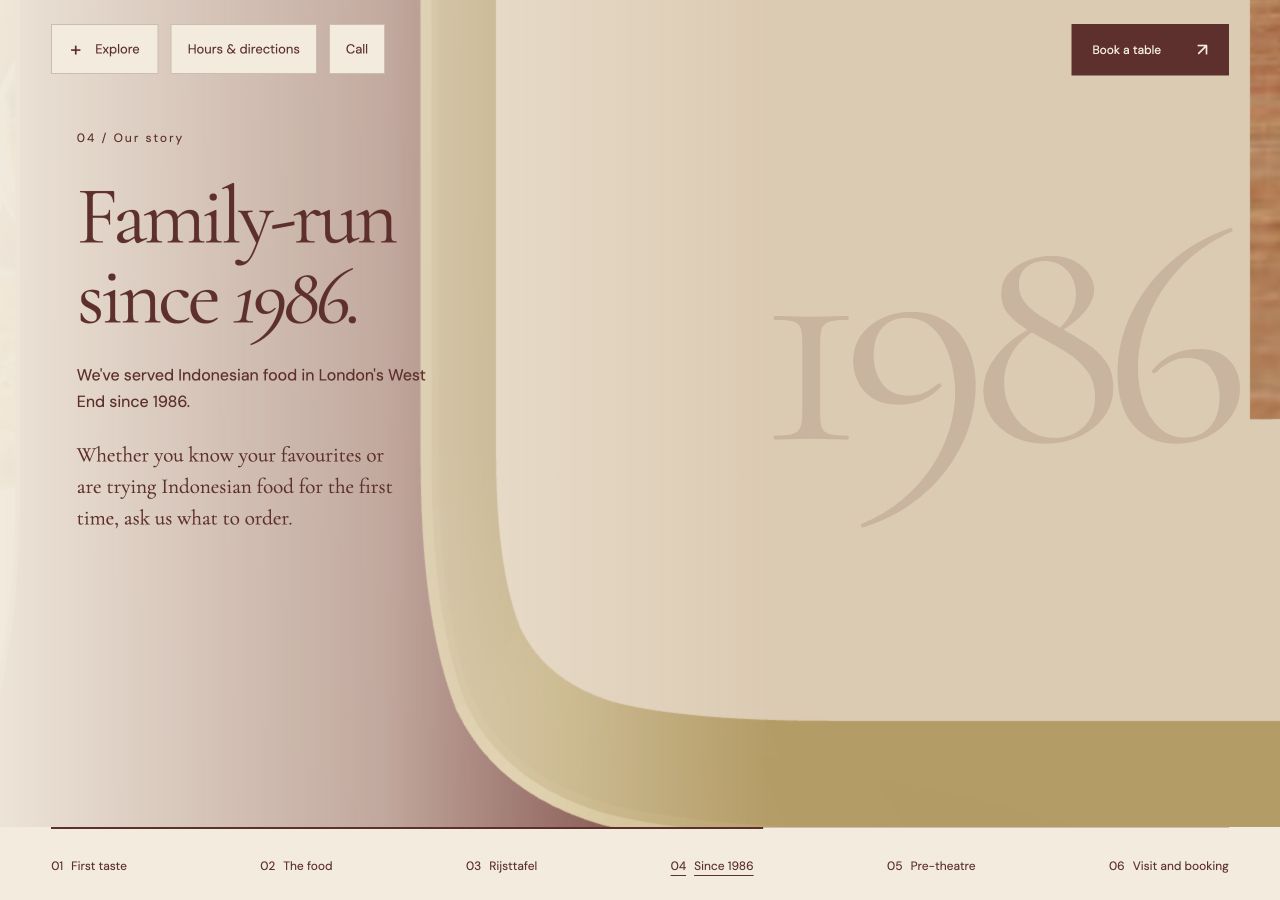 + Explore
Hours & directions
Call
Book a table
04 / Our story
Family-run
since 1986.
We've served Indonesian food in London's West
End since 1986.
Whether you know your favourites or
are trying Indonesian food for the first
time, ask us what to order.
1986
01 First taste
02 The food
03 Rijsttafel
04 Since 1986
05 Pre-theatre
06 Visit and booking